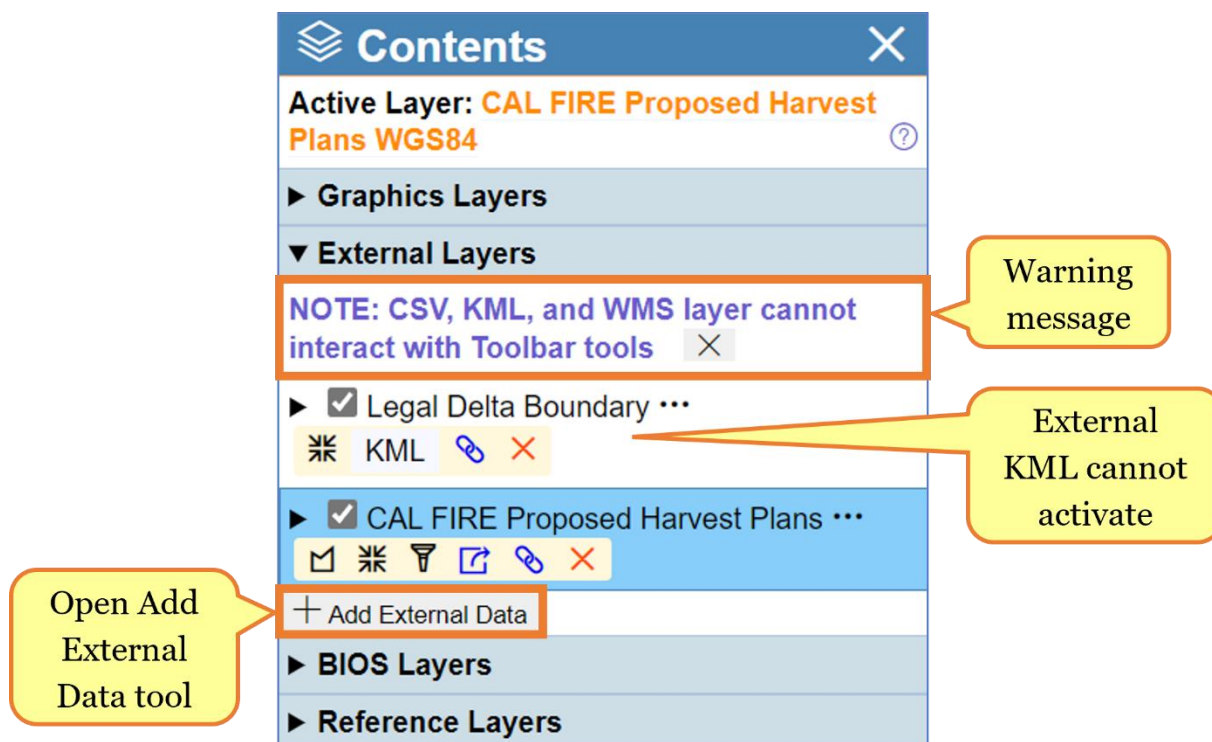 Contents
Active Layer: CAL FIRE Proposed Harvest
Plans WGS84
Graphics Layers
External Layers
NOTE: CSV, KML, and WMS layer cannot
interact with Toolbar tools
Warning
message
Legal Delta Boundary •••
KML
External
KML cannot
activate
CAL FIRE Proposed Harvest Plans •••
Open Add
External
Data tool
+ Add External Data
BIOS Layers
Reference Layers